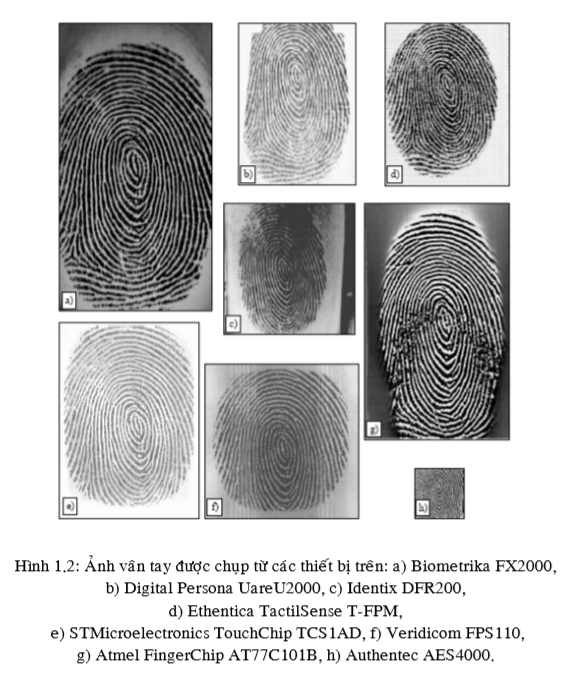 b)
d)
a)
c)
g)
e)
f)
h)
Hình 1.2: Ảnh vân tay được chụp từ các thiết bị trên: a) Biometrika FX2000,
b) Digital Persona UareU2000, c) Identix DFR200,
d) Ethentica TactilSense T-FPM,
e) STMicroelectronics TouchChip TCS1AD, f) Veridicom FPS110,
g) Atmel FingerChip AT77C101B, h) Authentec AES4000.